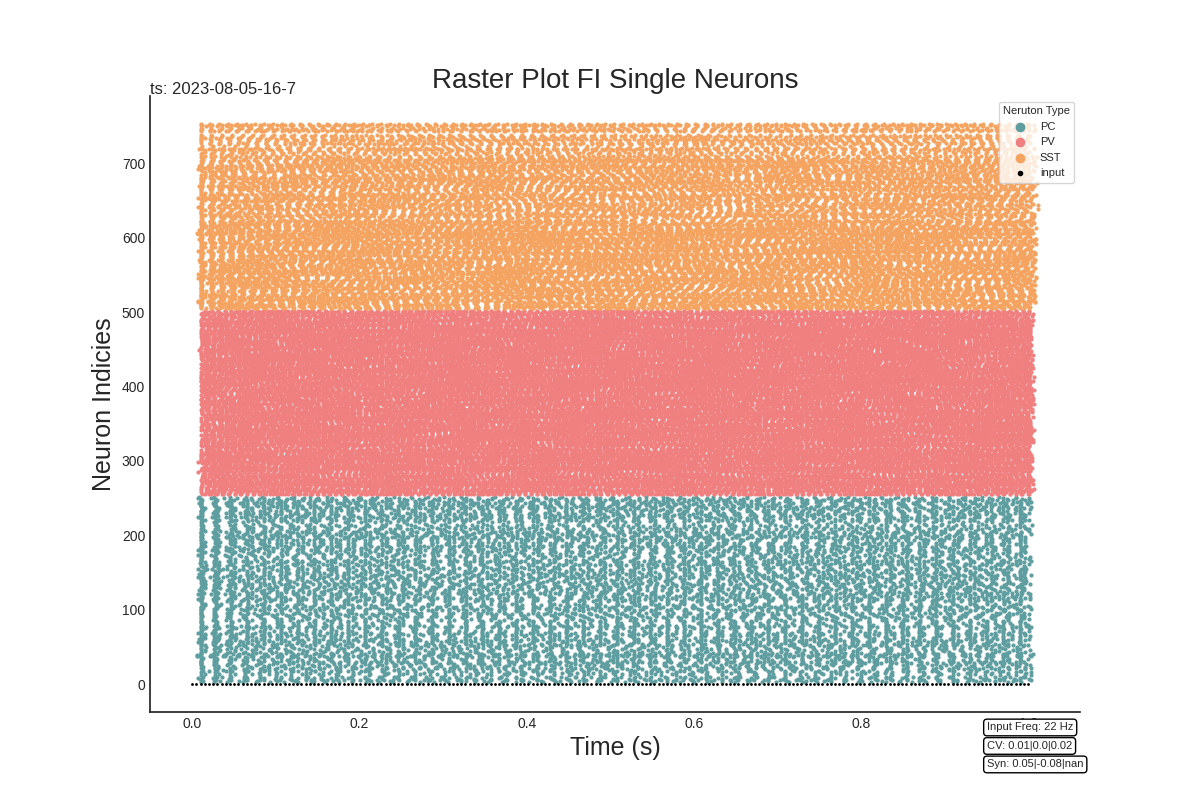 Raster Plot FI Single Neurons
ts: 2023-08-05-16-7
Neruton Type
PC
PV
SST
input
Neuron Indicies
700
600
500
400
300
200
100
0
0.0
0.2
0.4
0.6
0.8
Time (s)
Input Freq: 22 Hz
CV: 0.01|0.0|0.02
Syn: 0.05|-0.08|nan